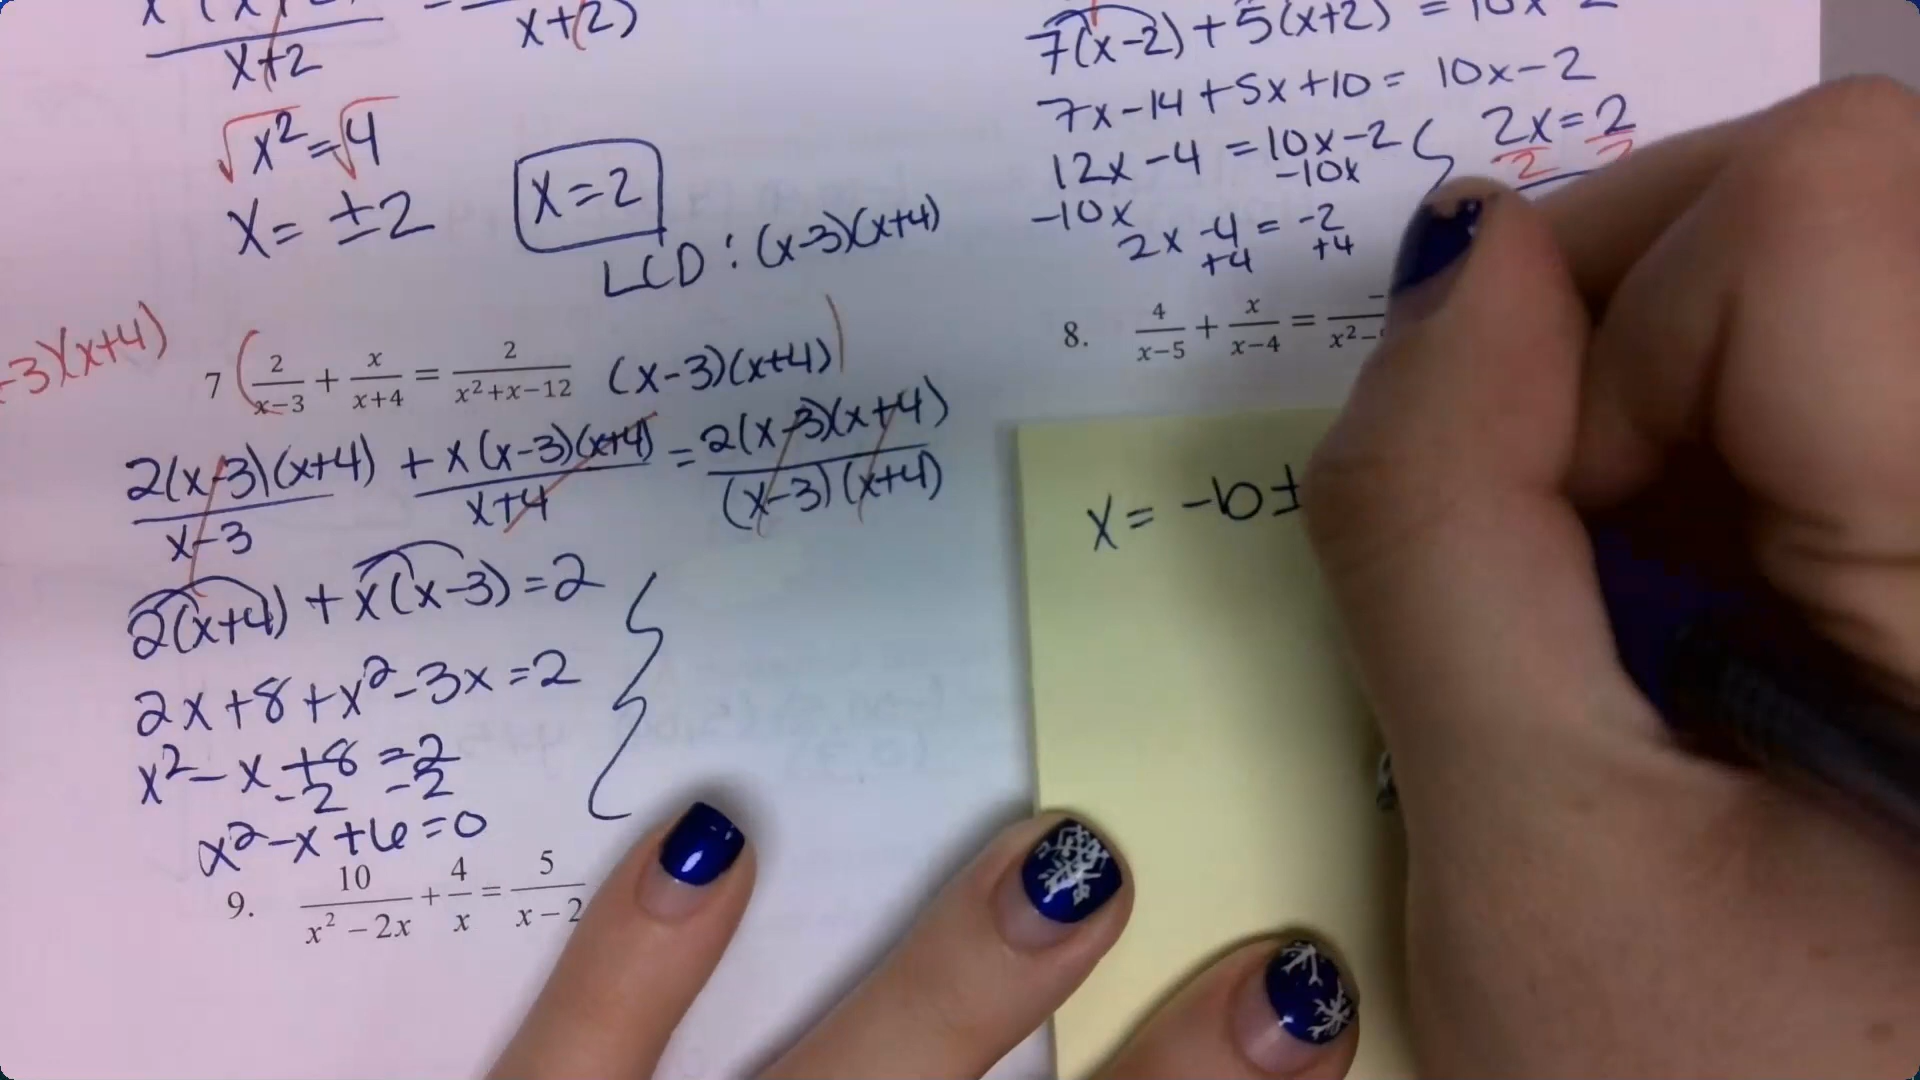 x+2
x+2)
√x² = √4
x = ±2
x = 2
LCD : (x-3)(x+4)
7(x-2) + 5(x+2) = 10x-2
7x-14 + 5x+10 = 10x-2
12x - 4 = 10x-2
-10x
-10x
2x -4 = -2
+4 +4
2x = 2
2 2
-3)(x+4)
7 ( 2/x-3 + x/x+4 = 2/x²+x-12 (x-3)(x+4) )
2(x-3)(x+4)/x-3 + x(x-3)(x+4)/x+4 = 2(x-3)(x+4)/(x-3)(x+4)
2(x+4) + x(x-3) = 2
2x+8+x²-3x=2
x²-x+8=2
-2 -2
x²-x+6=0
8. 4/x-5 + x/x-4 = x²-
x = -b±
9. 10/x²-2x + 4/x = 5/x-2